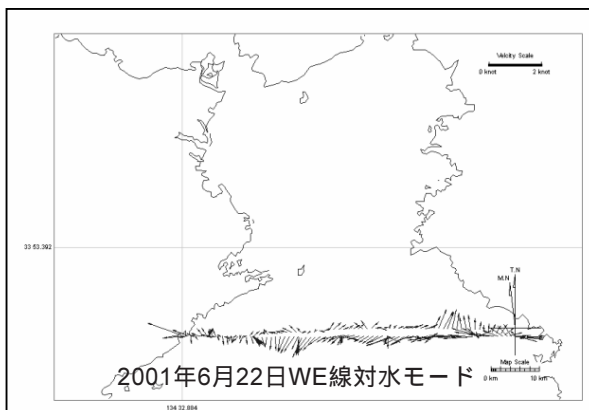 Velocity Scale
0 knot 2 knot
33 53.392
T.N
M.N
Map Scale
0 km 10 km
2001年6月22日WE線対水モード
134 32.884